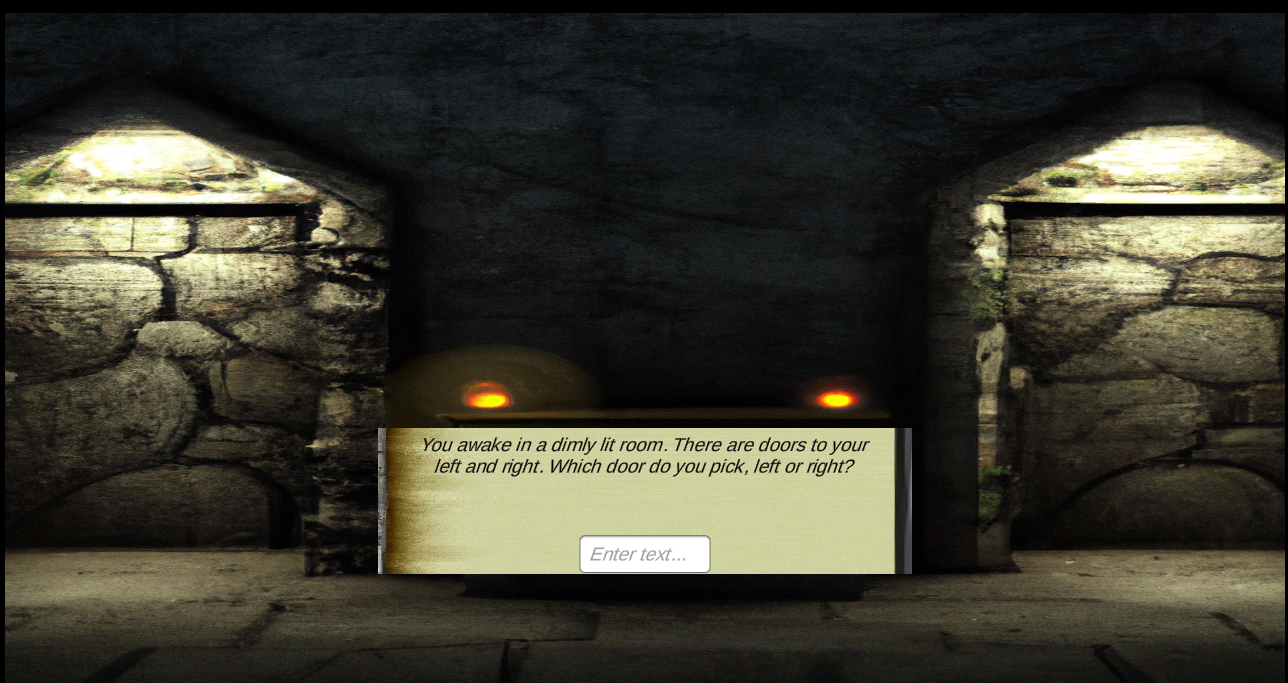 You awake in a dimly lit room. There are doors to your
left and right. Which door do you pick, left or right?
Enter text...